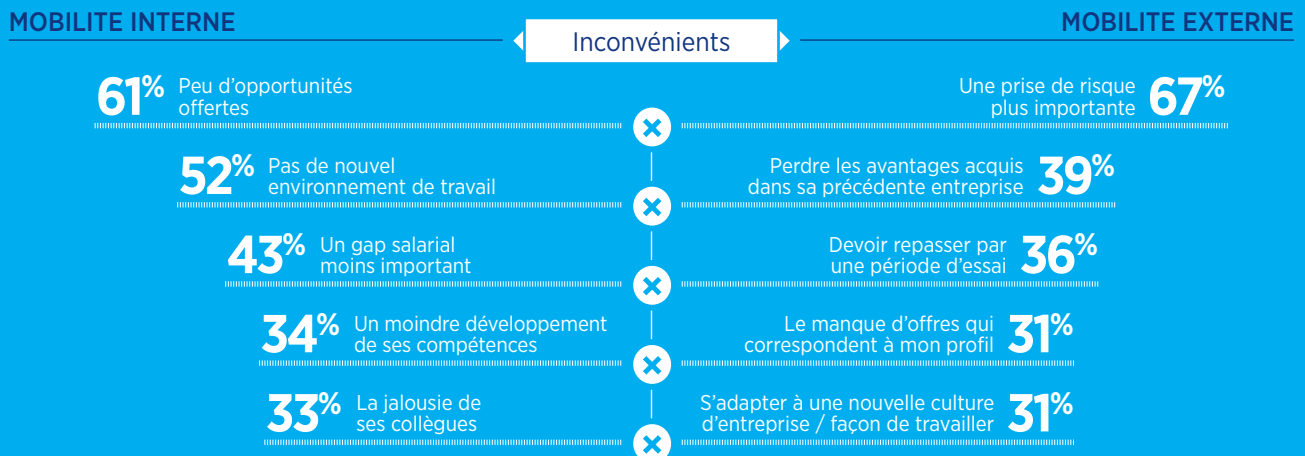 MOBILITE INTERNE
Inconvénients
MOBILITE EXTERNE
61% Peu d'opportunités
offertes
Une prise de risque
plus importante 67%
52% Pas de nouvel
environnement de travail
Perdre les avantages acquis
dans sa précédente entreprise 39%
43% Un gap salarial
moins important
Devoir repasser par
une période d'essai 36%
34% Un moindre développement
de ses compétences
Le manque d'offres qui
correspondent à mon profil 31%
33% La jalousie de
ses collègues
S'adapter à une nouvelle culture
d'entreprise / façon de travailler 31%